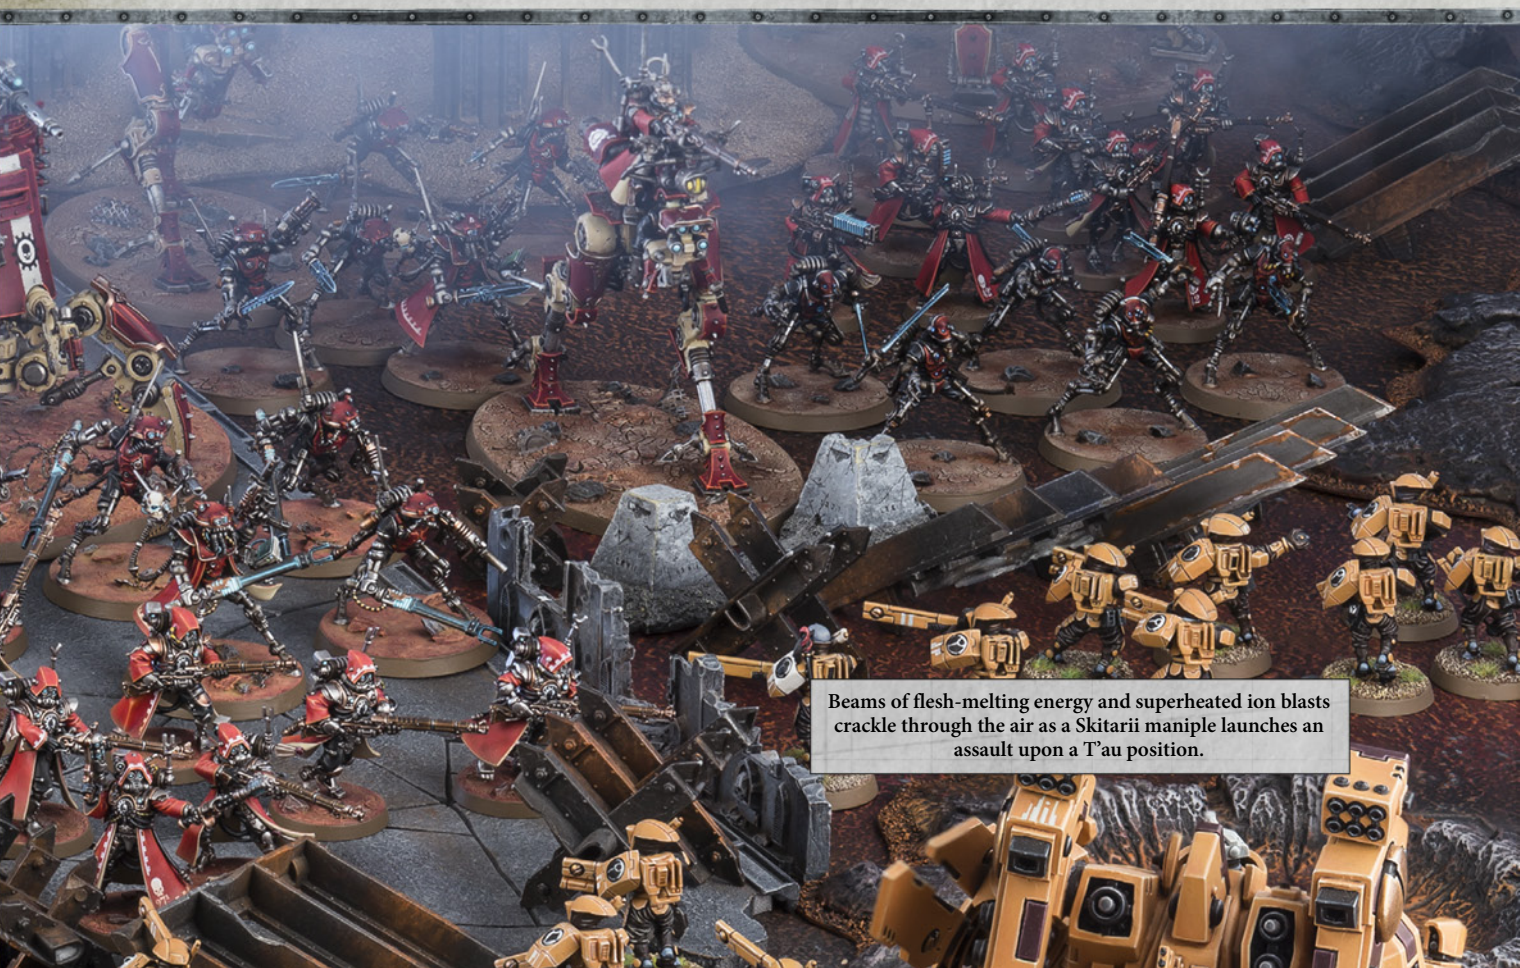 Beams of flesh-melting energy and superheated ion blasts
crackle through the air as a Skitarii maniple launches an
assault upon a T’au position.